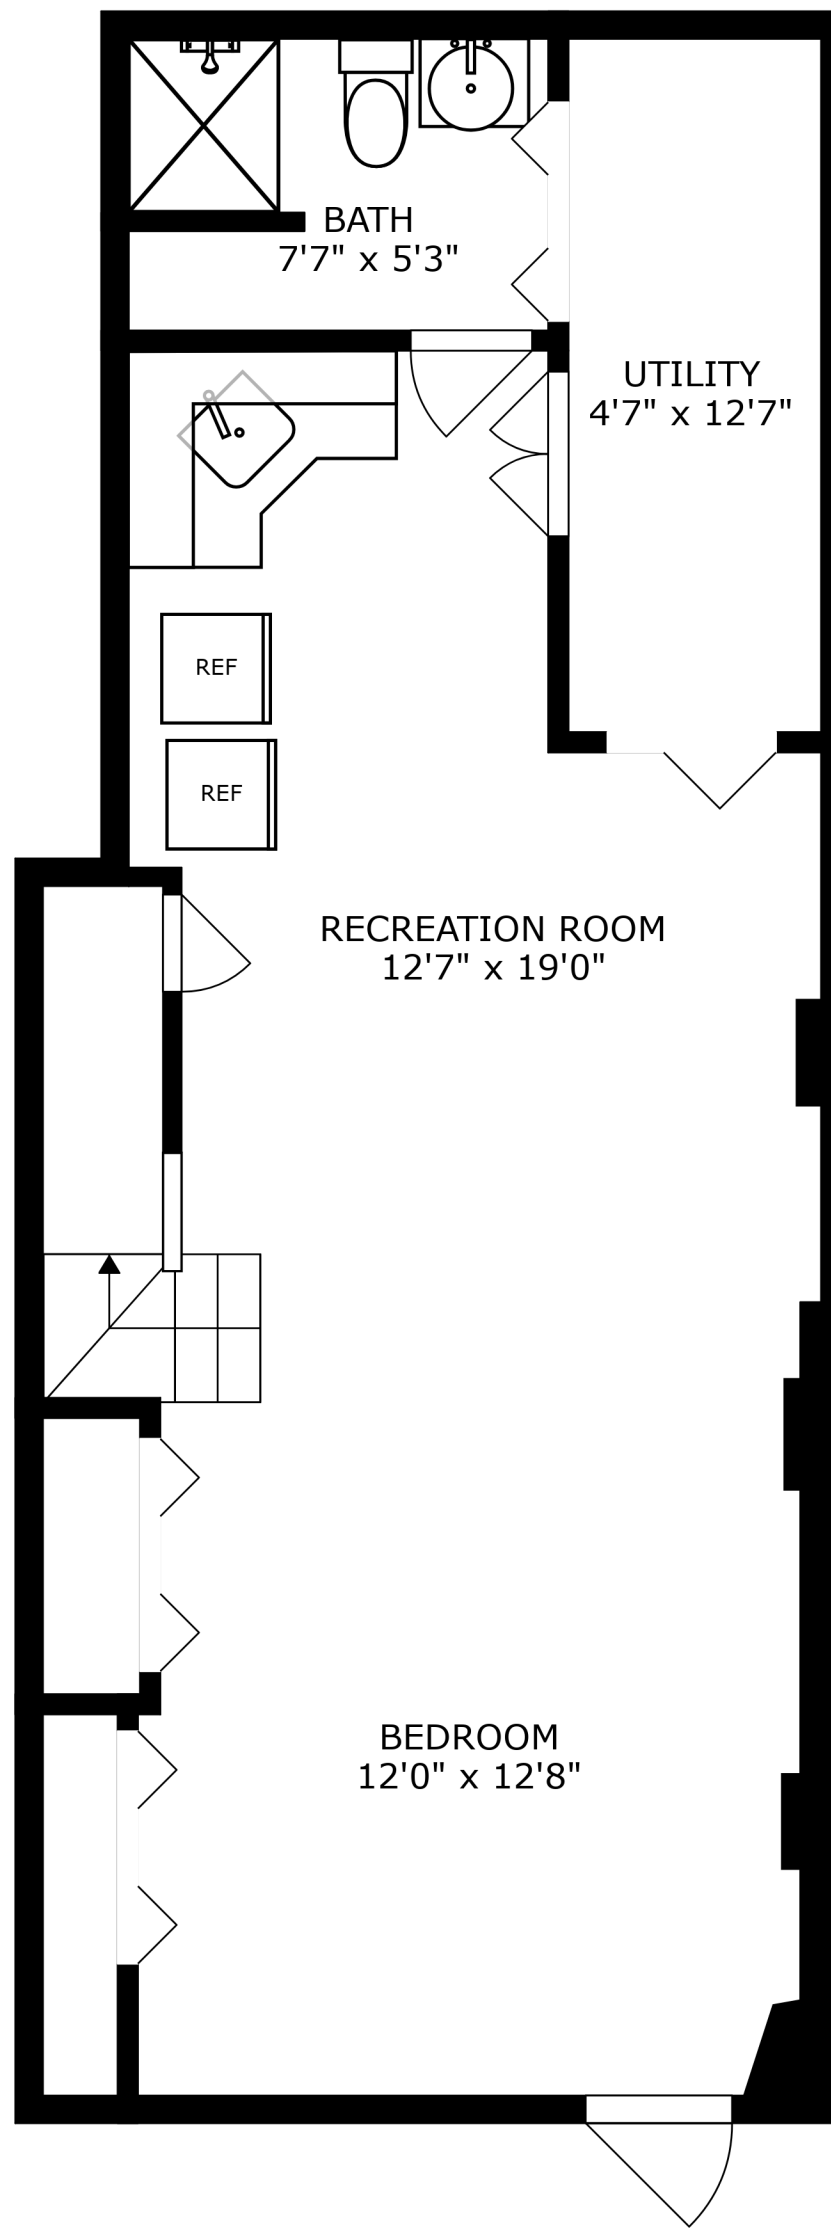 BATH
7'7" x 5'3"
UTILITY
4'7" x 12'7"
REF
REF
RECREATION ROOM
12'7" x 19'0"
BEDROOM
12'0" x 12'8"